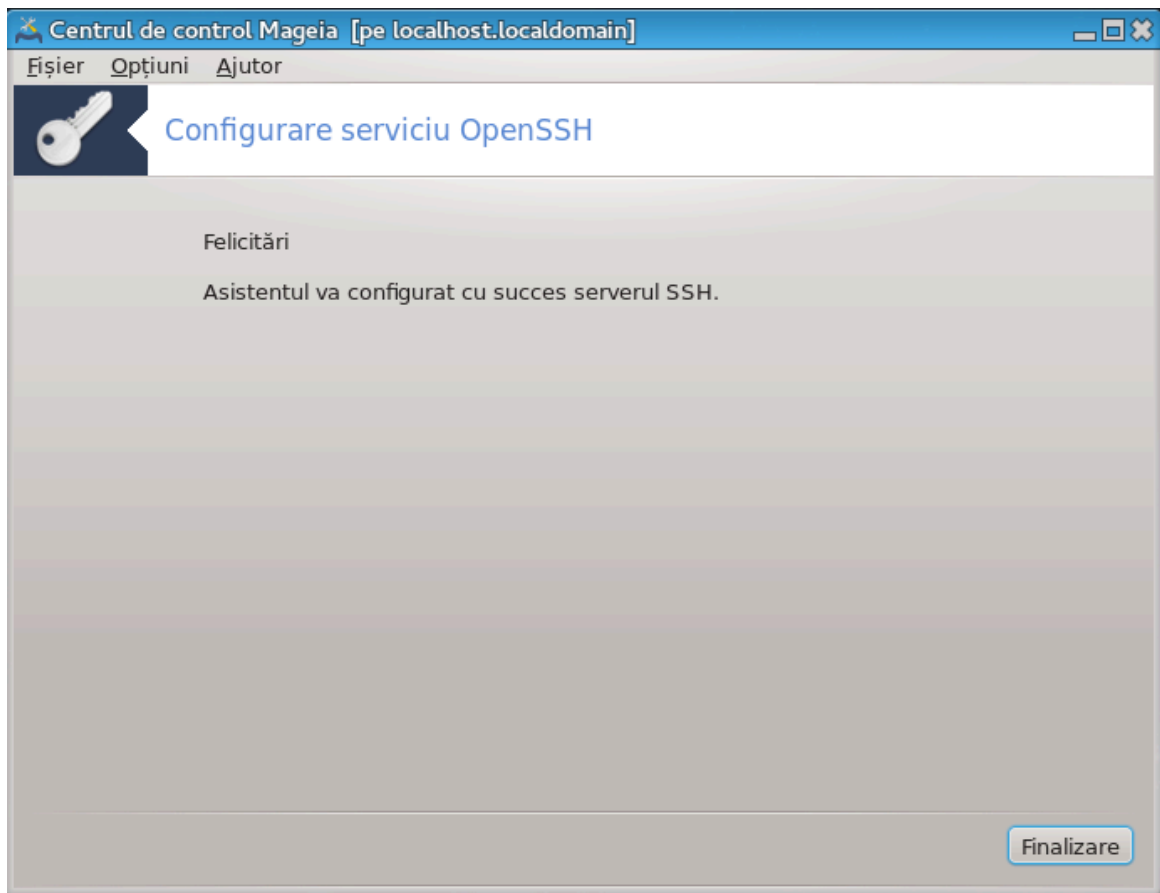 Centrul de control Mageia [pe localhost.localdomain]
Fișier Opțiuni Ajutor
Configurare serviciu OpenSSH
Felicitări
Asistentul va configurat cu succes serverul SSH.
Finalizare